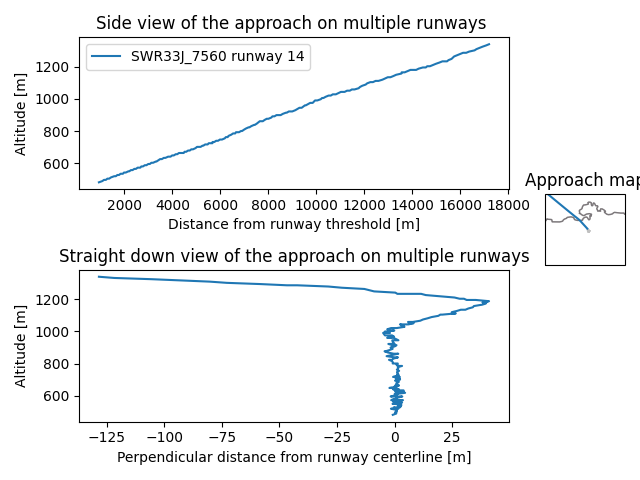 Side view of the approach on multiple runways
SWR33J_7560 runway 14
1200
1000
800
600
Altitude [m]
2000 4000 6000 8000 10000 12000 14000 16000 18000
Distance from runway threshold [m]
Approach map
Straight down view of the approach on multiple runways
1200
1000
800
600
Altitude [m]
−125 −100 −75 −50 −25 0 25
Perpendicular distance from runway centerline [m]